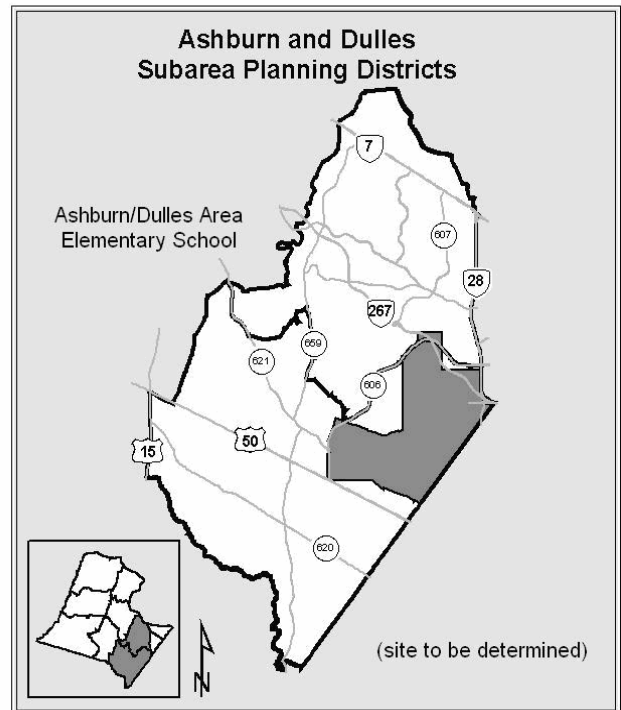 Ashburn and Dulles
Subarea Planning Districts
7
Ashburn/Dulles Area
Elementary School
607
28
267
659
621
606
50
15
620
(site to be determined)
N